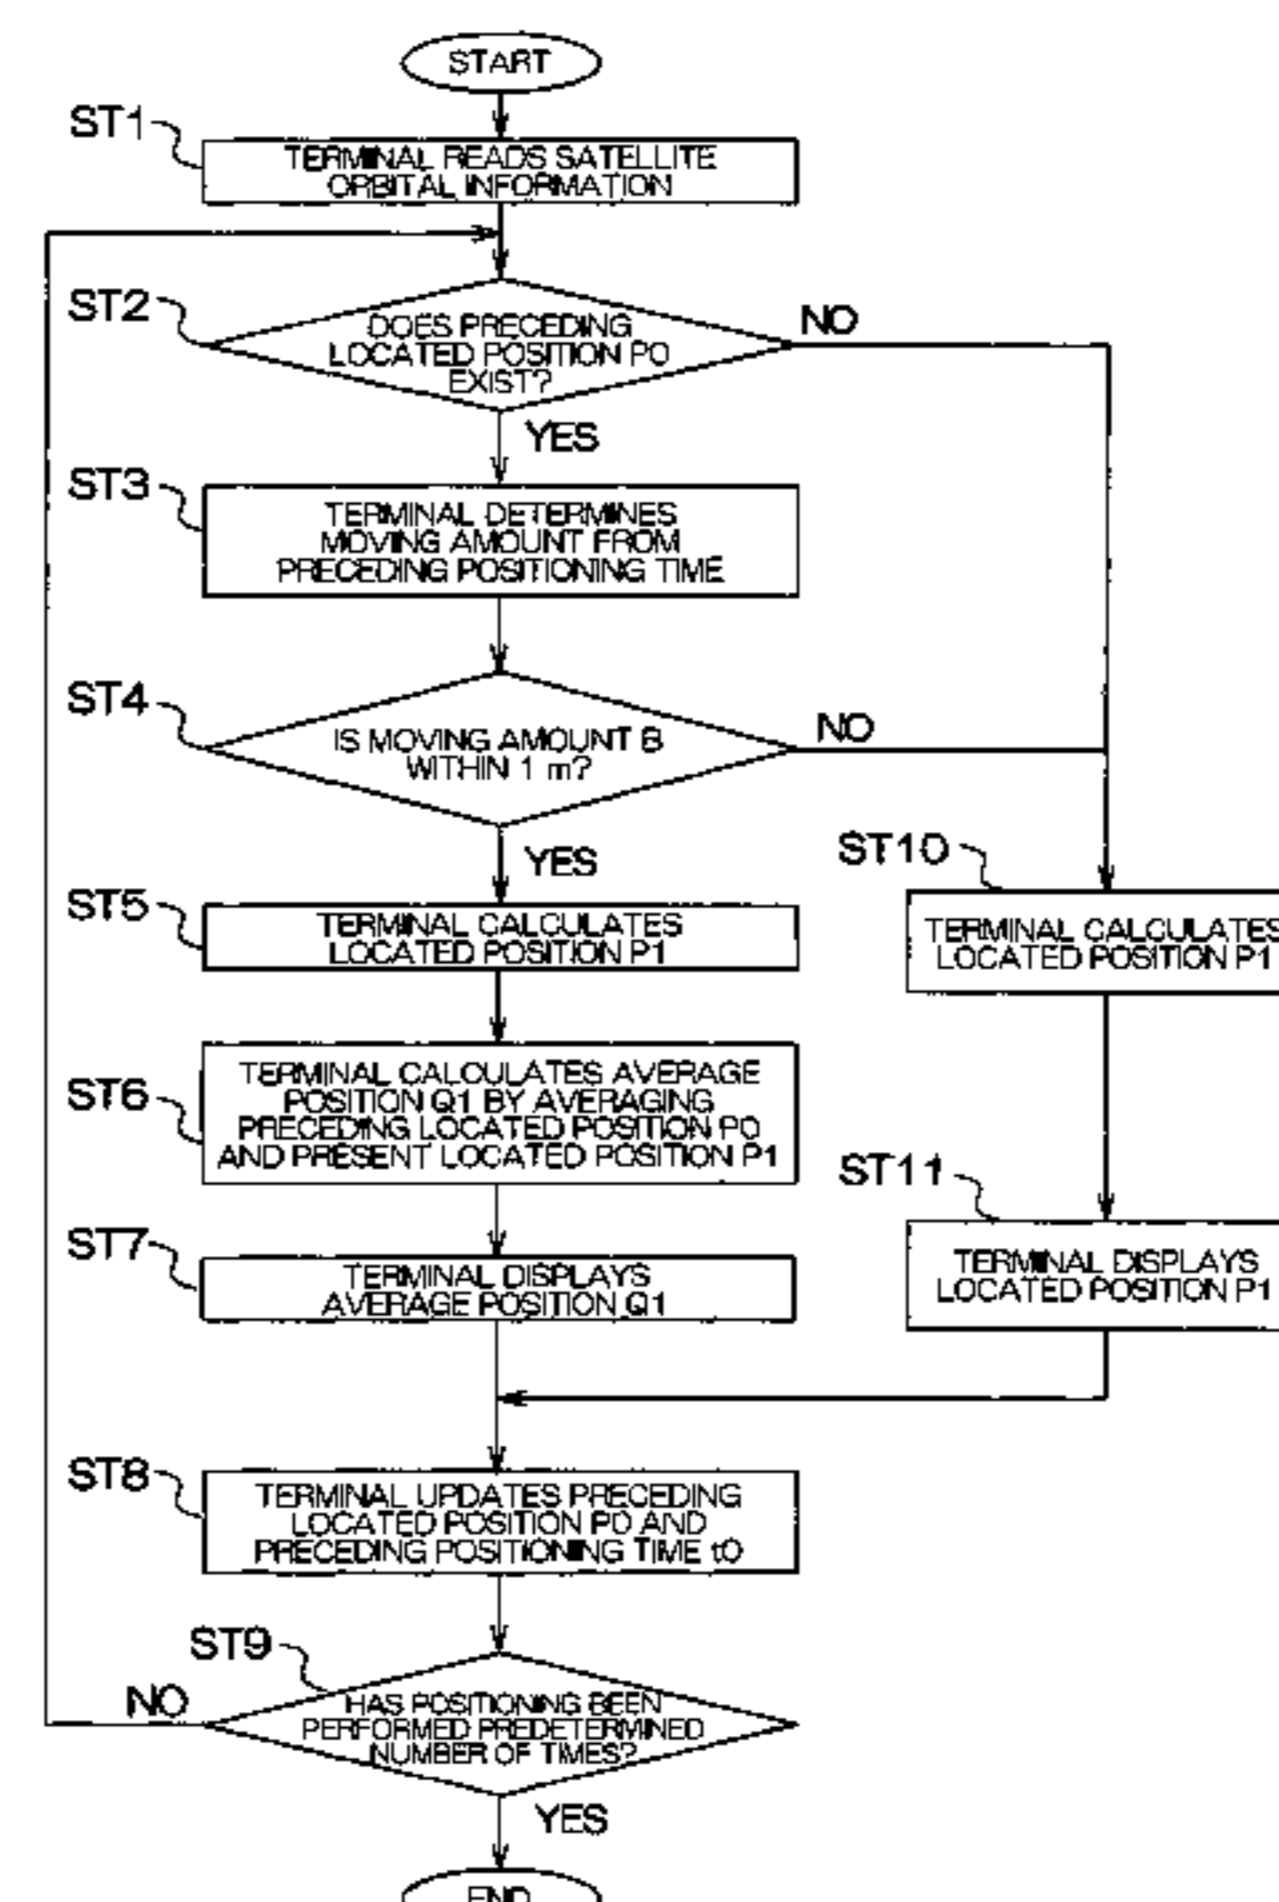 START
ST1
TERMINAL READS SATELLITE
ORBITAL INFORMATION
ST2
DOES PRECEDING
LOCATED POSITION P0
EXIST?
NO
YES
ST3
TERMINAL DETERMINES
MOVING AMOUNT FROM
PRECEDING POSITIONING TIME
ST4
IS MOVING AMOUNT B
WITHIN 1 m?
NO
YES
ST5
TERMINAL CALCULATES
LOCATED POSITION P1
ST6
TERMINAL CALCULATES AVERAGE
POSITION Q1 BY AVERAGING
PRECEDING LOCATED POSITION P0
AND PRESENT LOCATED POSITION P1
ST7
TERMINAL DISPLAYS
AVERAGE POSITION Q1
ST10
TERMINAL CALCULATES
LOCATED POSITION P1
ST11
TERMINAL DISPLAYS
LOCATED POSITION P1
ST8
TERMINAL UPDATES PRECEDING
LOCATED POSITION P0 AND
PRECEDING POSITIONING TIME t0
ST9
HAS POSITIONING BEEN
PERFORMED PREDETERMINED
NUMBER OF TIMES?
NO
YES
END